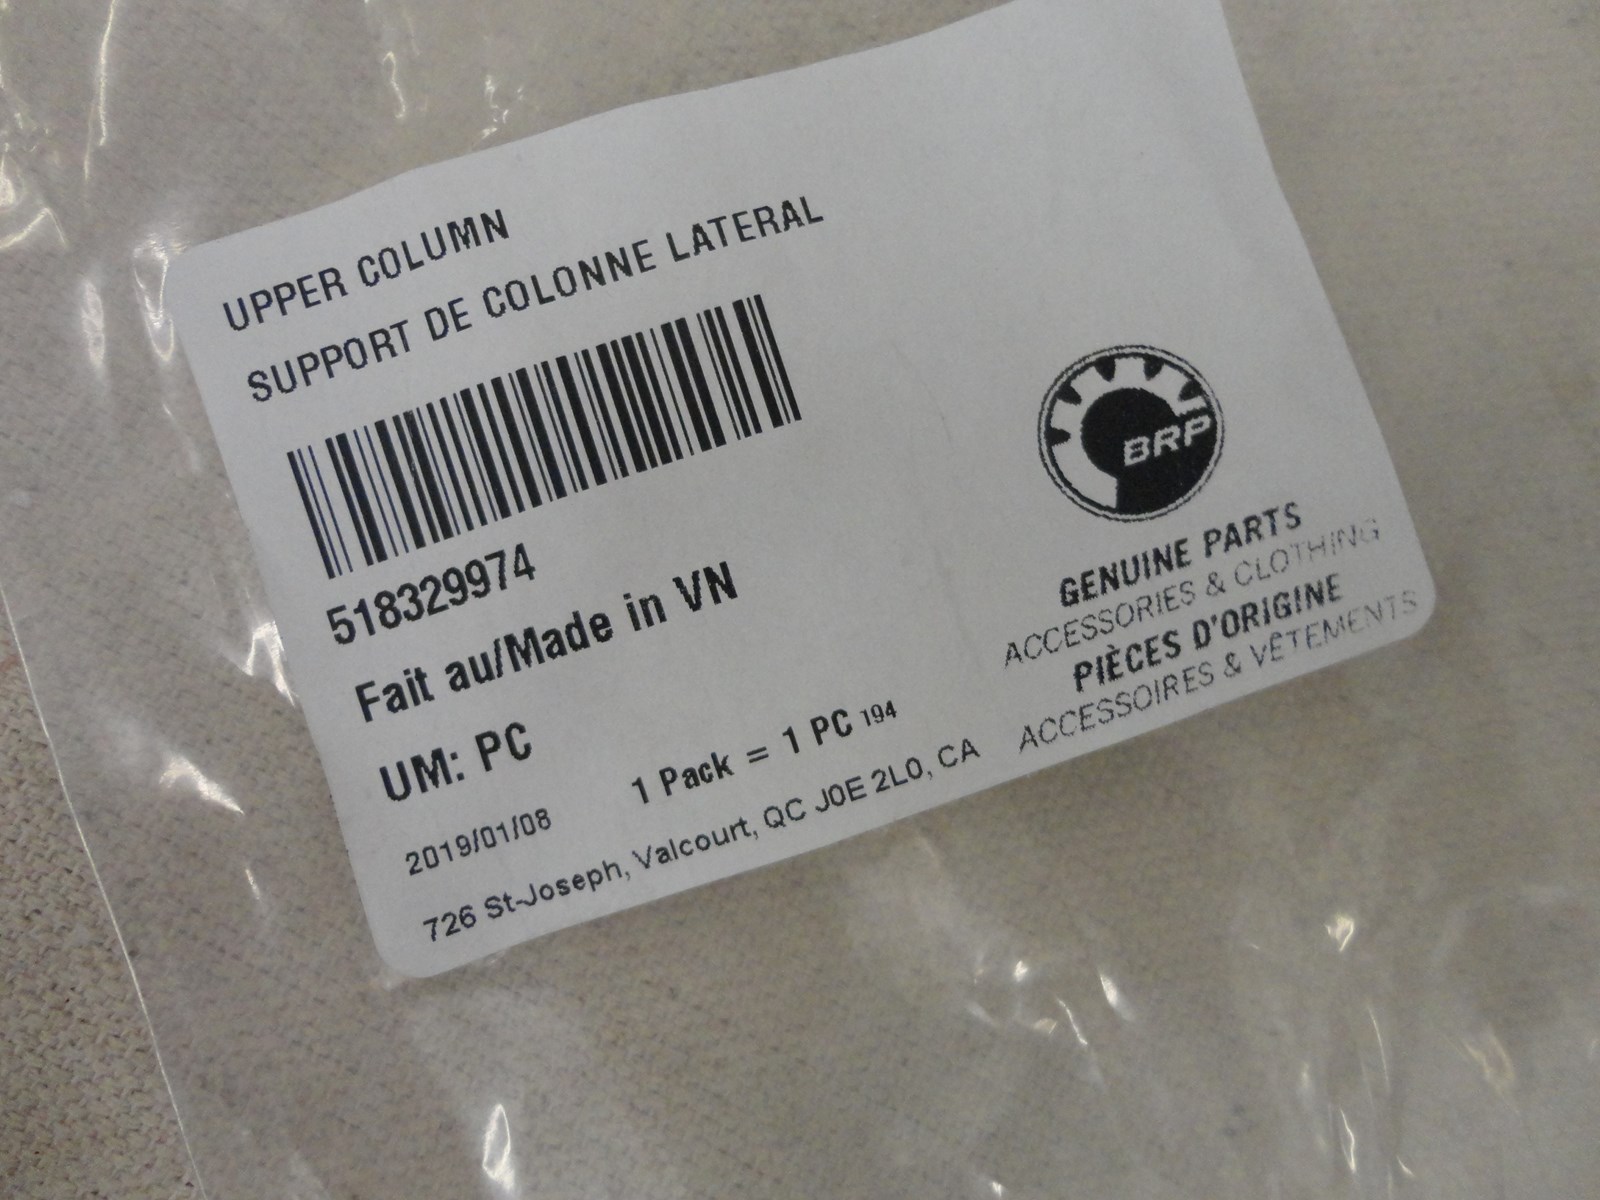 UPPER COLUMN
SUPPORT DE COLONNE LATERAL
518329974
Fait au/Made in VN
UM: PC
1 Pack = 1 PC 194
2019/01/08
726 St-Joseph, Valcourt, QC J0E 2L0, CA
BRP
GENUINE PARTS
ACCESSORIES & CLOTHING
PIÈCES D'ORIGINE
ACCESSOIRES & VÊTEMENTS